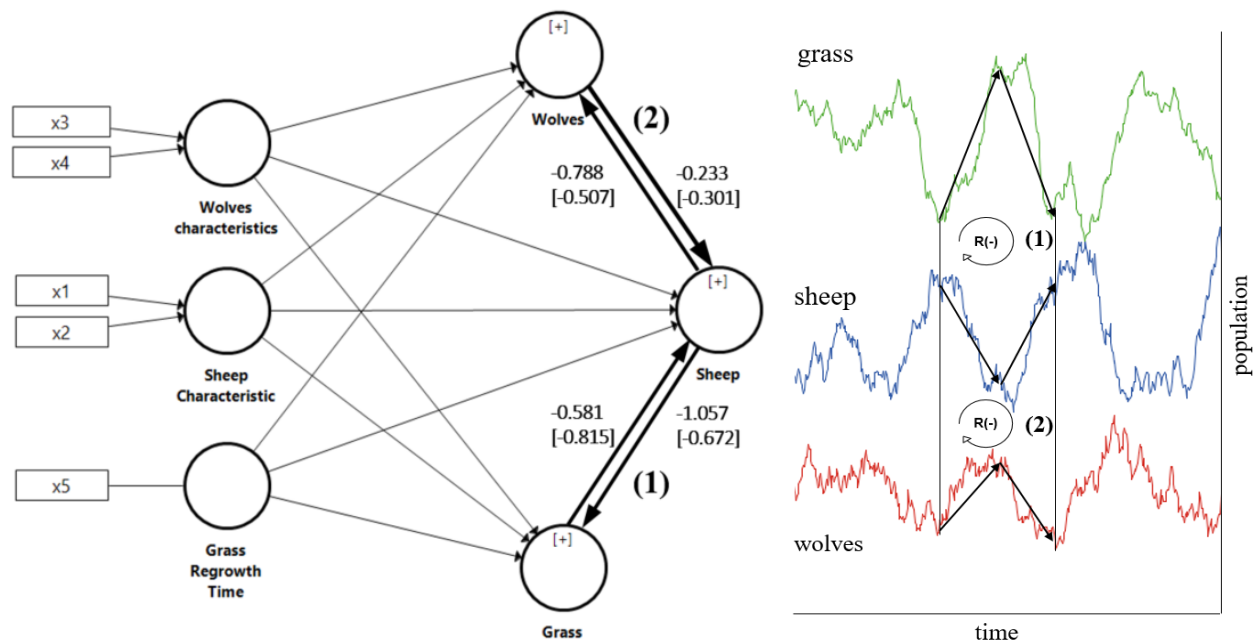 [+]
Wolves
(2)
x3
x4
Wolves
characteristics
-0.788
[-0.507]
-0.233
[-0.301]
x1
x2
Sheep
Characteristic
[+]
Sheep
-0.581
[-0.815]
-1.057
[-0.672]
(1)
x5
Grass
Regrowth
Time
[+]
Grass
grass
R(-)
(1)
sheep
R(-)
(2)
wolves
population
time